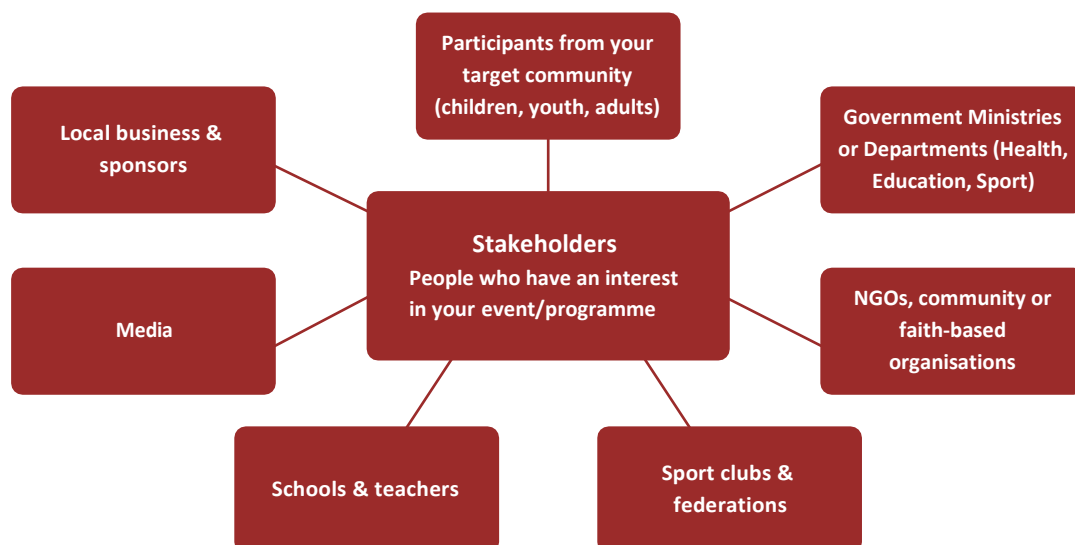 Participants from your
target community
(children, youth, adults)
Local business &
sponsors
Government Ministries
or Departments (Health,
Education, Sport)
Stakeholders
People who have an interest
in your event/programme
Media
NGOs, community or
faith-based
organisations
Schools & teachers
Sport clubs &
federations